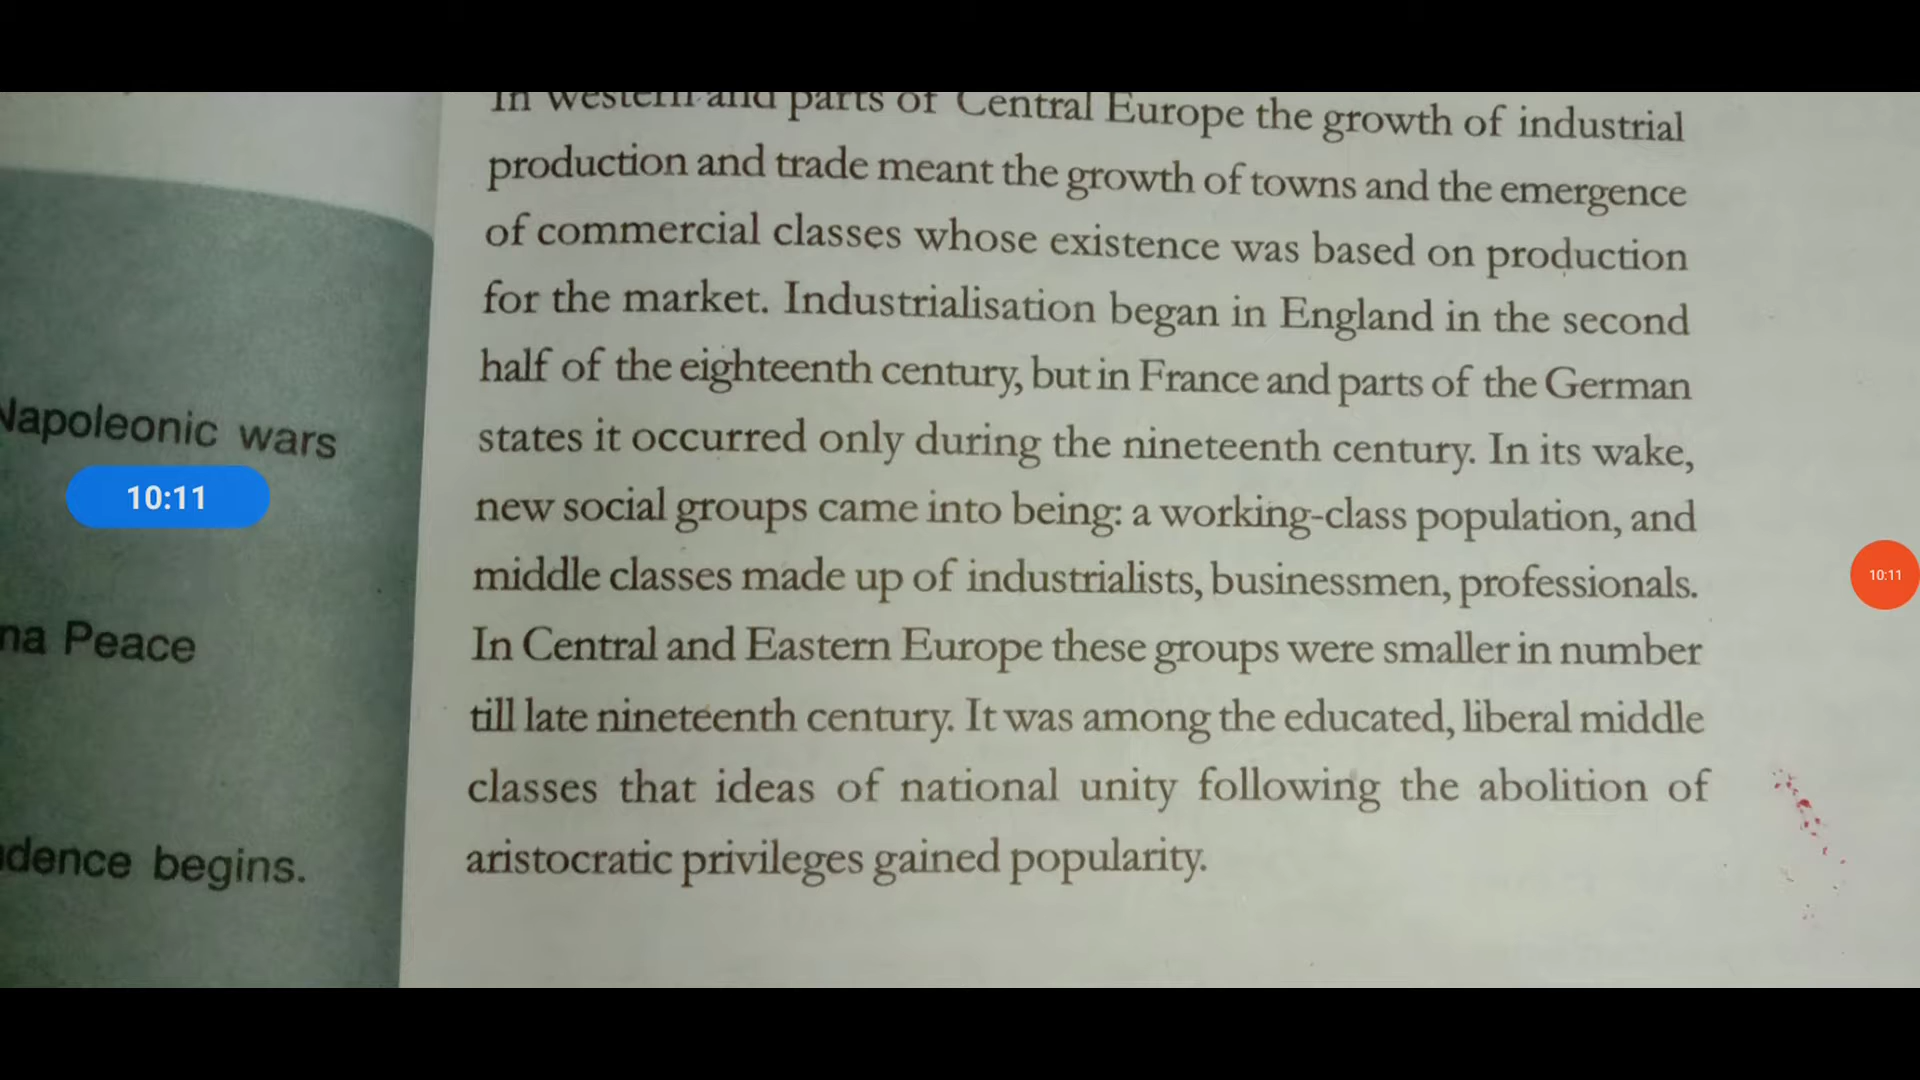 In western and parts of Central Europe the growth of industrial
production and trade meant the growth of towns and the emergence
of commercial classes whose existence was based on production
for the market. Industrialisation began in England in the second
half of the eighteenth century, but in France and parts of the German
states it occurred only during the nineteenth century. In its wake,
new social groups came into being: a working-class population, and
middle classes made up of industrialists, businessmen, professionals.
In Central and Eastern Europe these groups were smaller in number
till late nineteenth century. It was among the educated, liberal middle
classes that ideas of national unity following the abolition of
aristocratic privileges gained popularity.
Napoleonic wars
10:11
na Peace
dence begins.
10:11